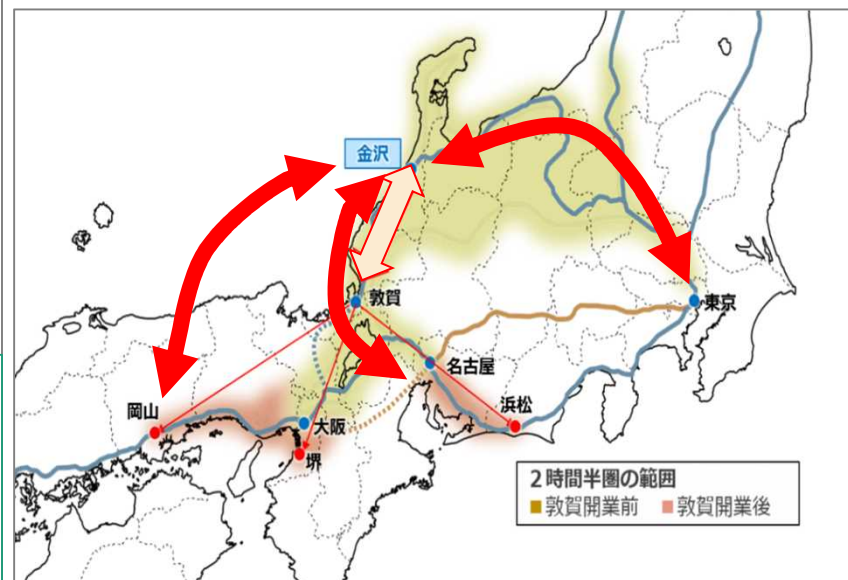 金沢
敦賀
東京
名古屋
岡山
浜松
大阪
堺
2時間半圏の範囲
■敦賀開業前 ■敦賀開業後